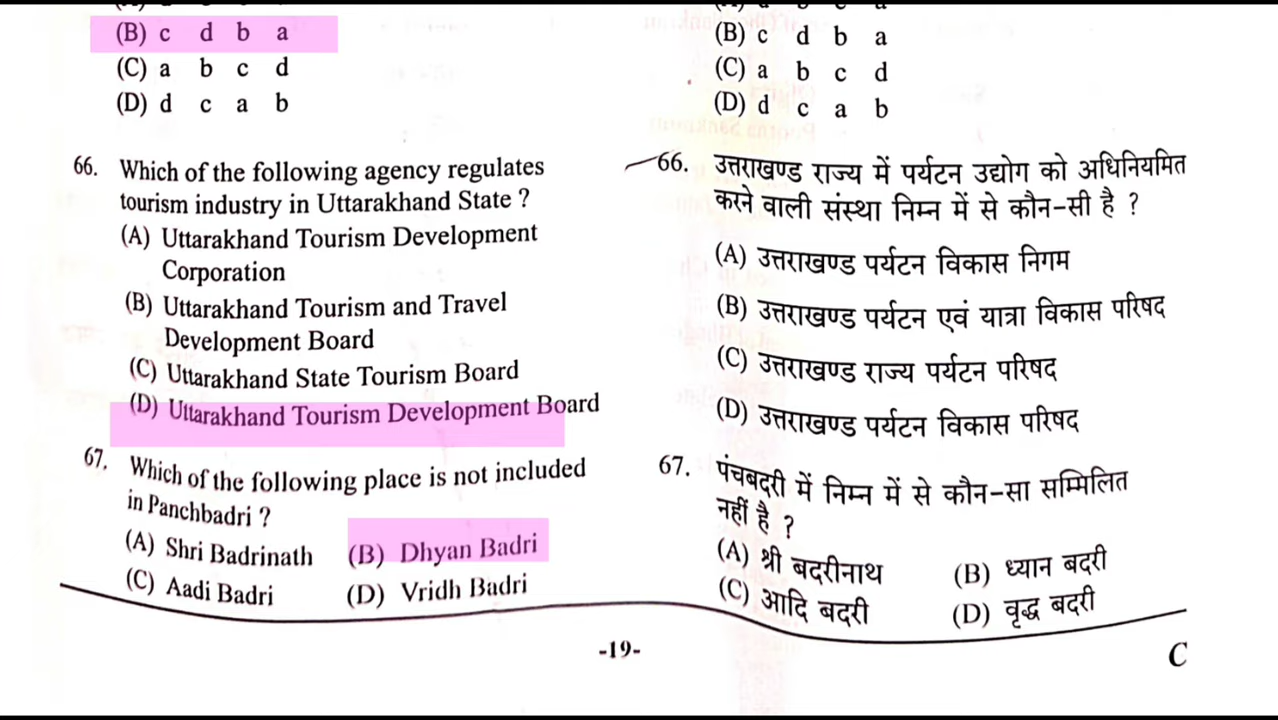 (B) c d b a
(C) a b c d
(D) d c a b
66. Which of the following agency regulates
tourism industry in Uttarakhand State ?
(A) Uttarakhand Tourism Development
Corporation
(B) Uttarakhand Tourism and Travel
Development Board
(C) Uttarakhand State Tourism Board
(D) Uttarakhand Tourism Development Board
67. Which of the following place is not included
in Panchbadri ?
(A) Shri Badrinath (B) Dhyan Badri
(C) Aadi Badri (D) Vridh Badri
(B) c d b a
(C) a b c d
(D) d c a b
66. उत्तराखण्ड राज्य में पर्यटन उद्योग को अधिनियमित
करने वाली संस्था निम्न में से कौन-सी है ?
(A) उत्तराखण्ड पर्यटन विकास निगम
(B) उत्तराखण्ड पर्यटन एवं यात्रा विकास परिषद
(C) उत्तराखण्ड राज्य पर्यटन परिषद
(D) उत्तराखण्ड पर्यटन विकास परिषद
67. पंचबदरी में निम्न में से कौन-सा सम्मिलित
नहीं है ?
(A) श्री बदरीनाथ (B) ध्यान बदरी
(C) आदि बदरी (D) वृद्ध बदरी
-19-
C